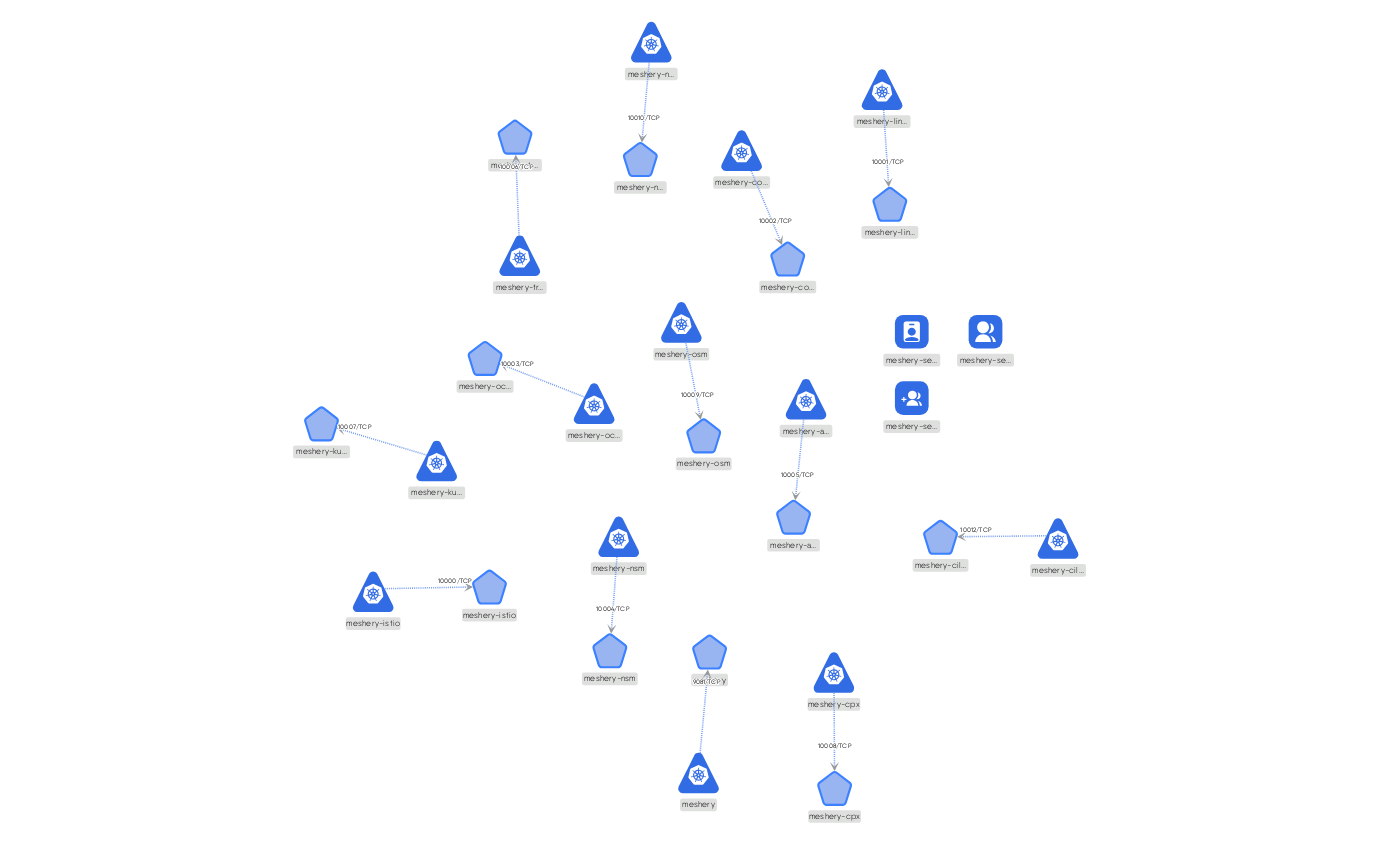 meshery-n...
10010/TCP
meshery-n...
meshery-lin...
10001/TCP
meshery-lin...
10006/TCP
meshery-tr...
meshery-co...
10002/TCP
meshery-co...
meshery-osm
10009/TCP
meshery-osm
meshery-se...
meshery-se...
meshery-se...
10003/TCP
meshery-oc...
meshery-oc...
meshery-a...
10005/TCP
meshery-a...
10007/TCP
meshery-ku...
meshery-ku...
10012/TCP
meshery-cil...
meshery-cil...
meshery-nsm
10004/TCP
meshery-nsm
10000/TCP
meshery-istio
meshery-istio
9081/TCP
meshery
meshery-cpx
10008/TCP
meshery-cpx